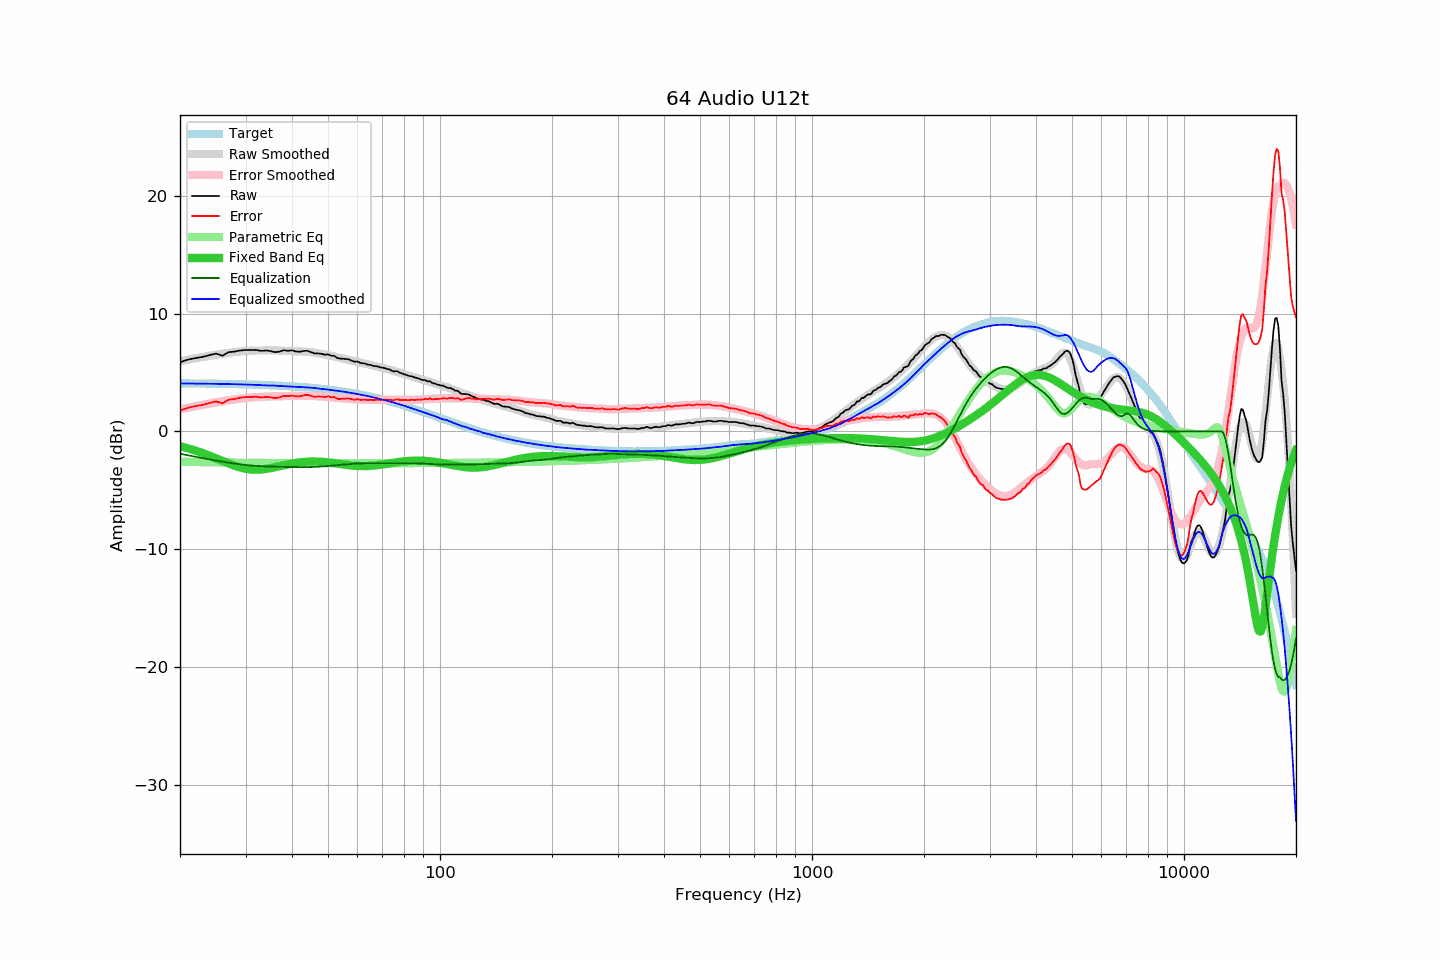 64 Audio U12t
Target
Raw Smoothed
Error Smoothed
Raw
Error
Parametric Eq
Fixed Band Eq
Equalization
Equalized smoothed
20
10
0
−10
−20
−30
Amplitude (dBr)
100
1000
10000
Frequency (Hz)